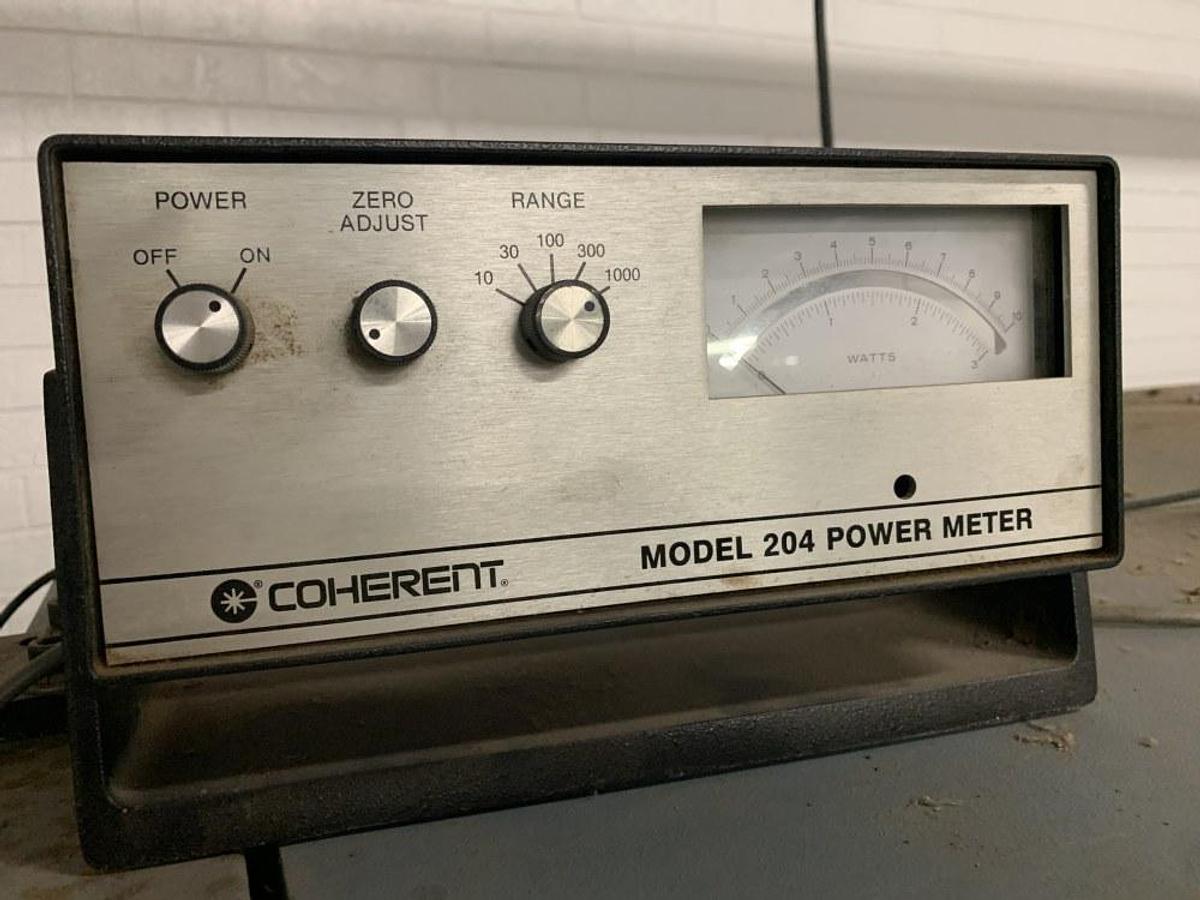 POWER
OFF ON
ZERO
ADJUST
RANGE
10 30 100 300 1000
1 2 3 4 5 6 7 8 9 10
0 1 2 3
WATTS
MODEL 204 POWER METER
® COHERENT®